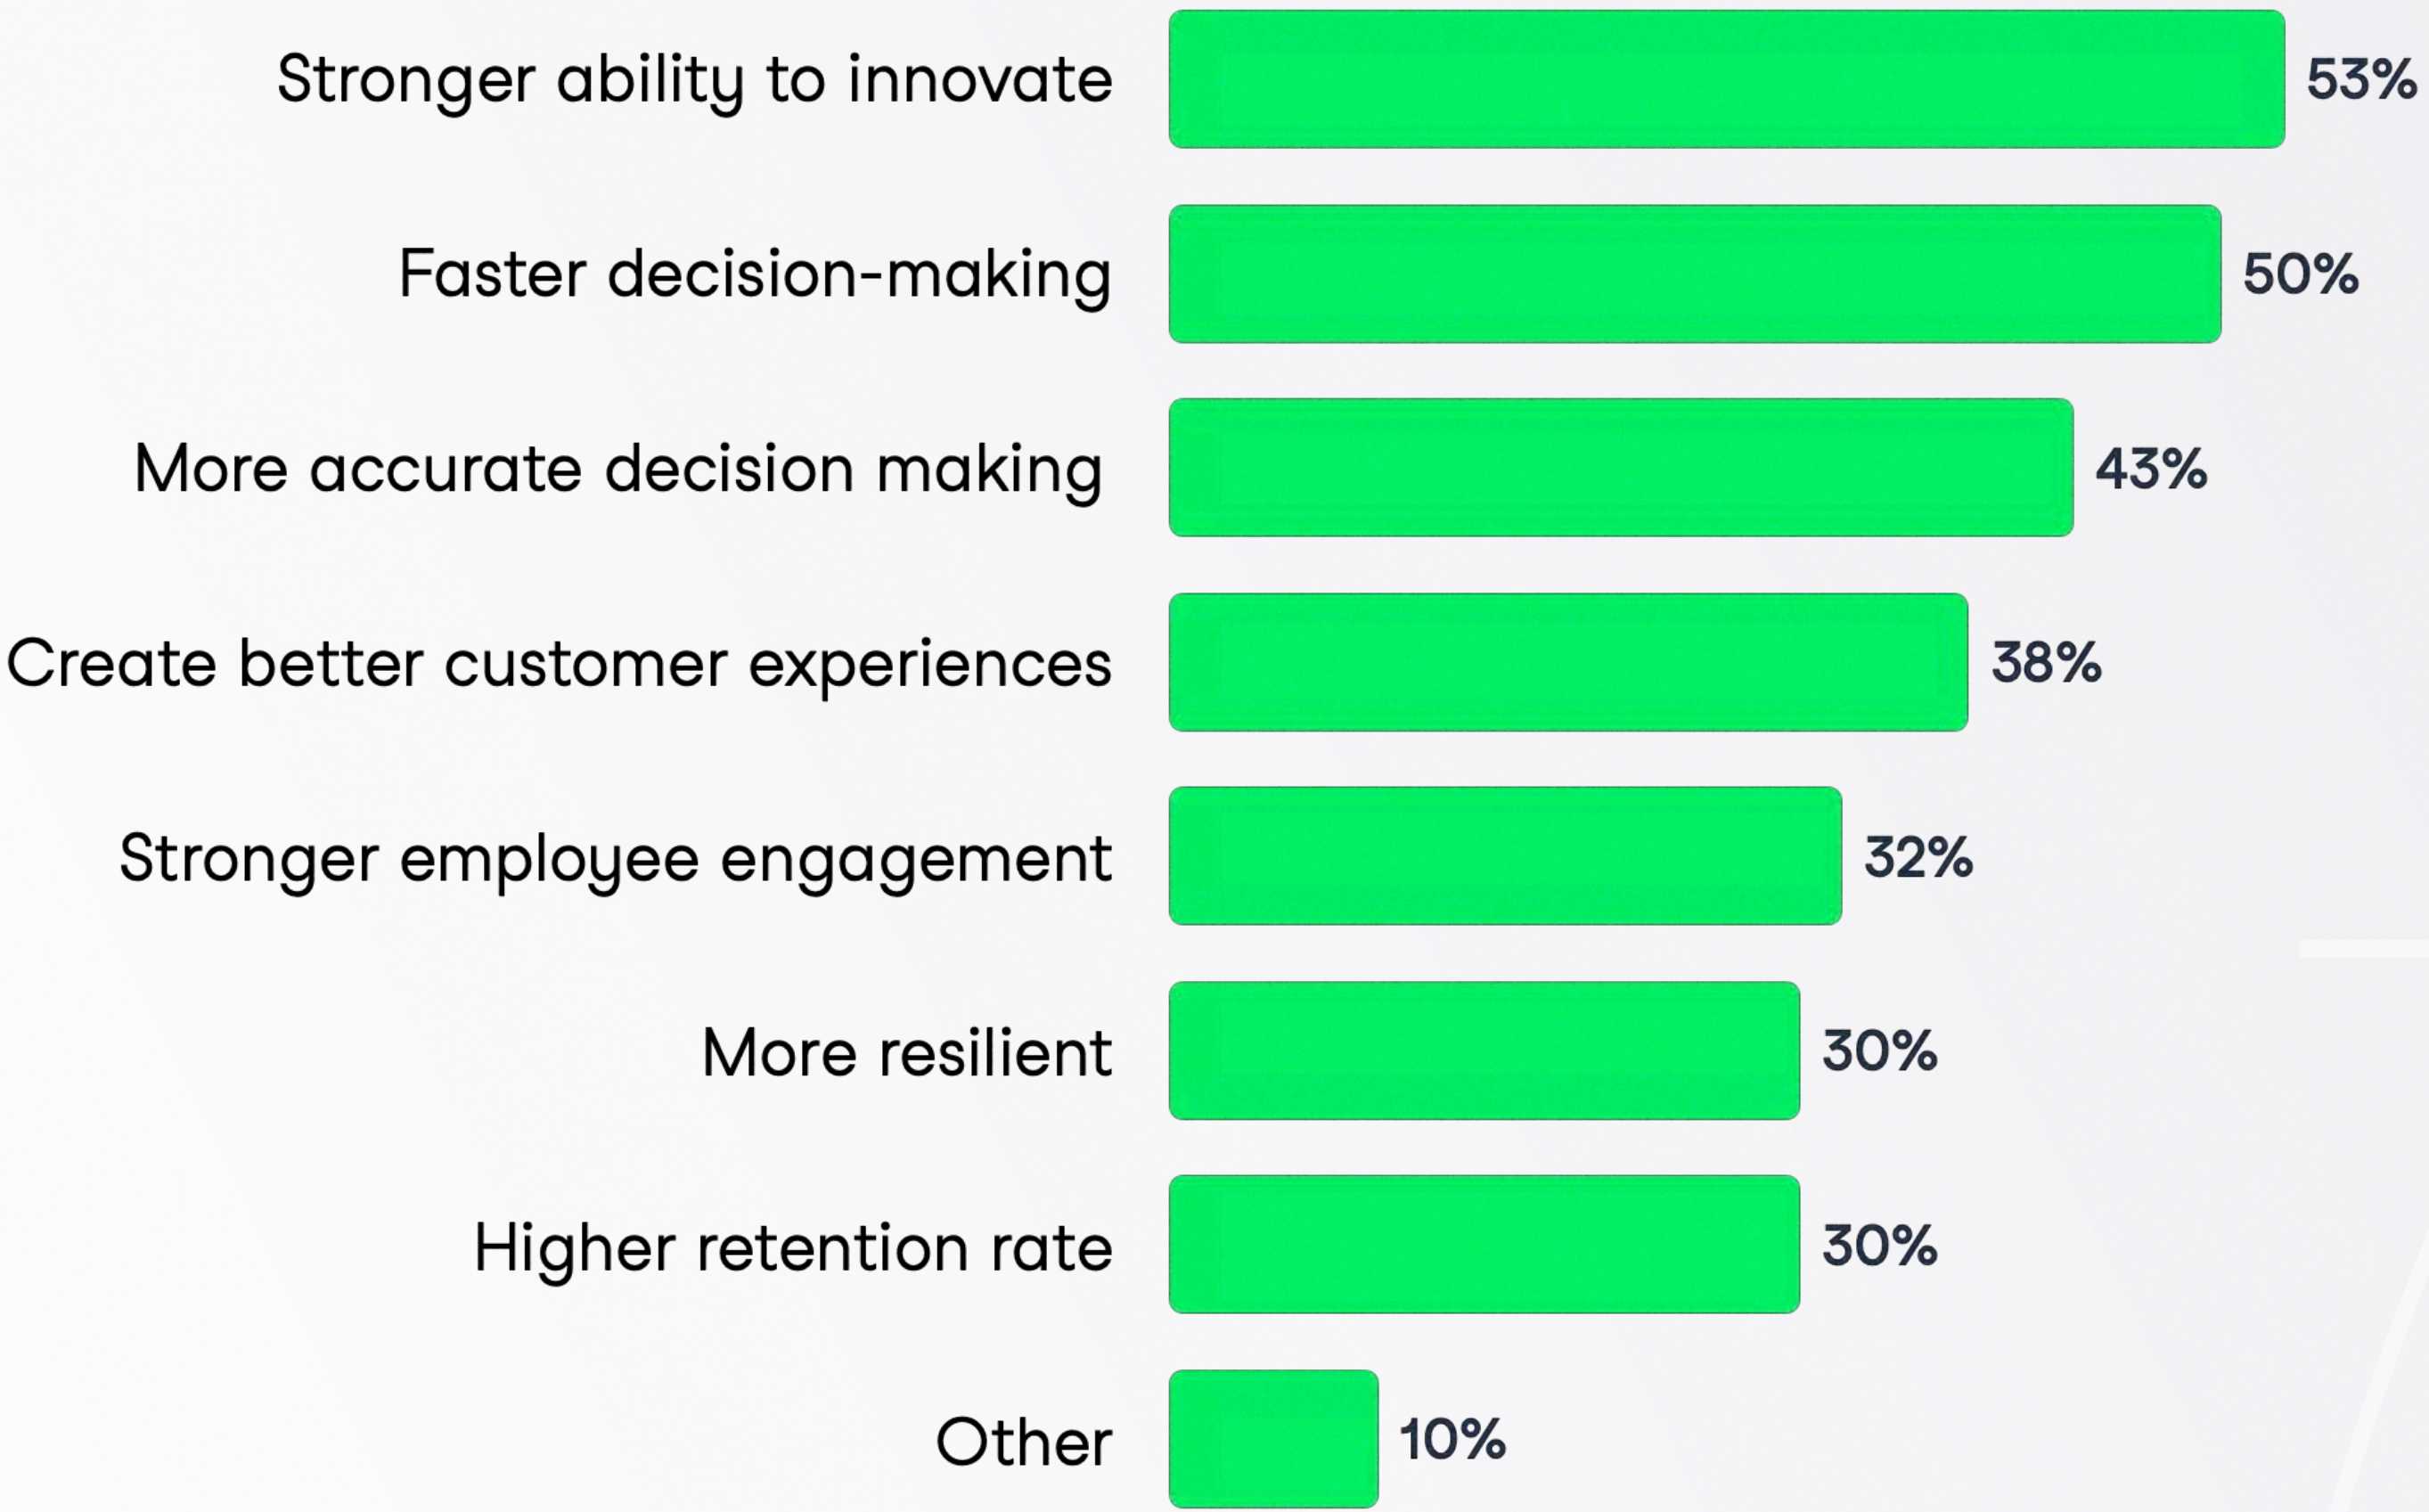 Stronger ability to innovate 53%
Faster decision-making 50%
More accurate decision making 43%
Create better customer experiences 38%
Stronger employee engagement 32%
More resilient 30%
Higher retention rate 30%
Other 10%